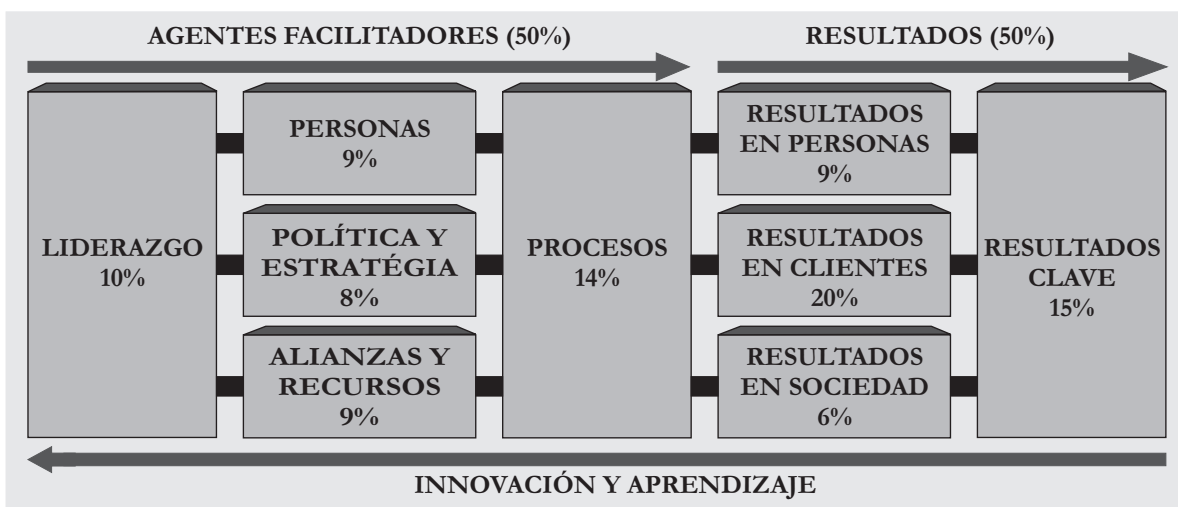 AGENTES FACILITADORES (50%)
RESULTADOS (50%)
LIDERAZGO
10%
PERSONAS
9%
POLÍTICA Y
ESTRATÉGIA
8%
ALIANZAS Y
RECURSOS
9%
PROCESOS
14%
RESULTADOS
EN PERSONAS
9%
RESULTADOS
EN CLIENTES
20%
RESULTADOS
EN SOCIEDAD
6%
RESULTADOS
CLAVE
15%
INNOVACIÓN Y APRENDIZAJE